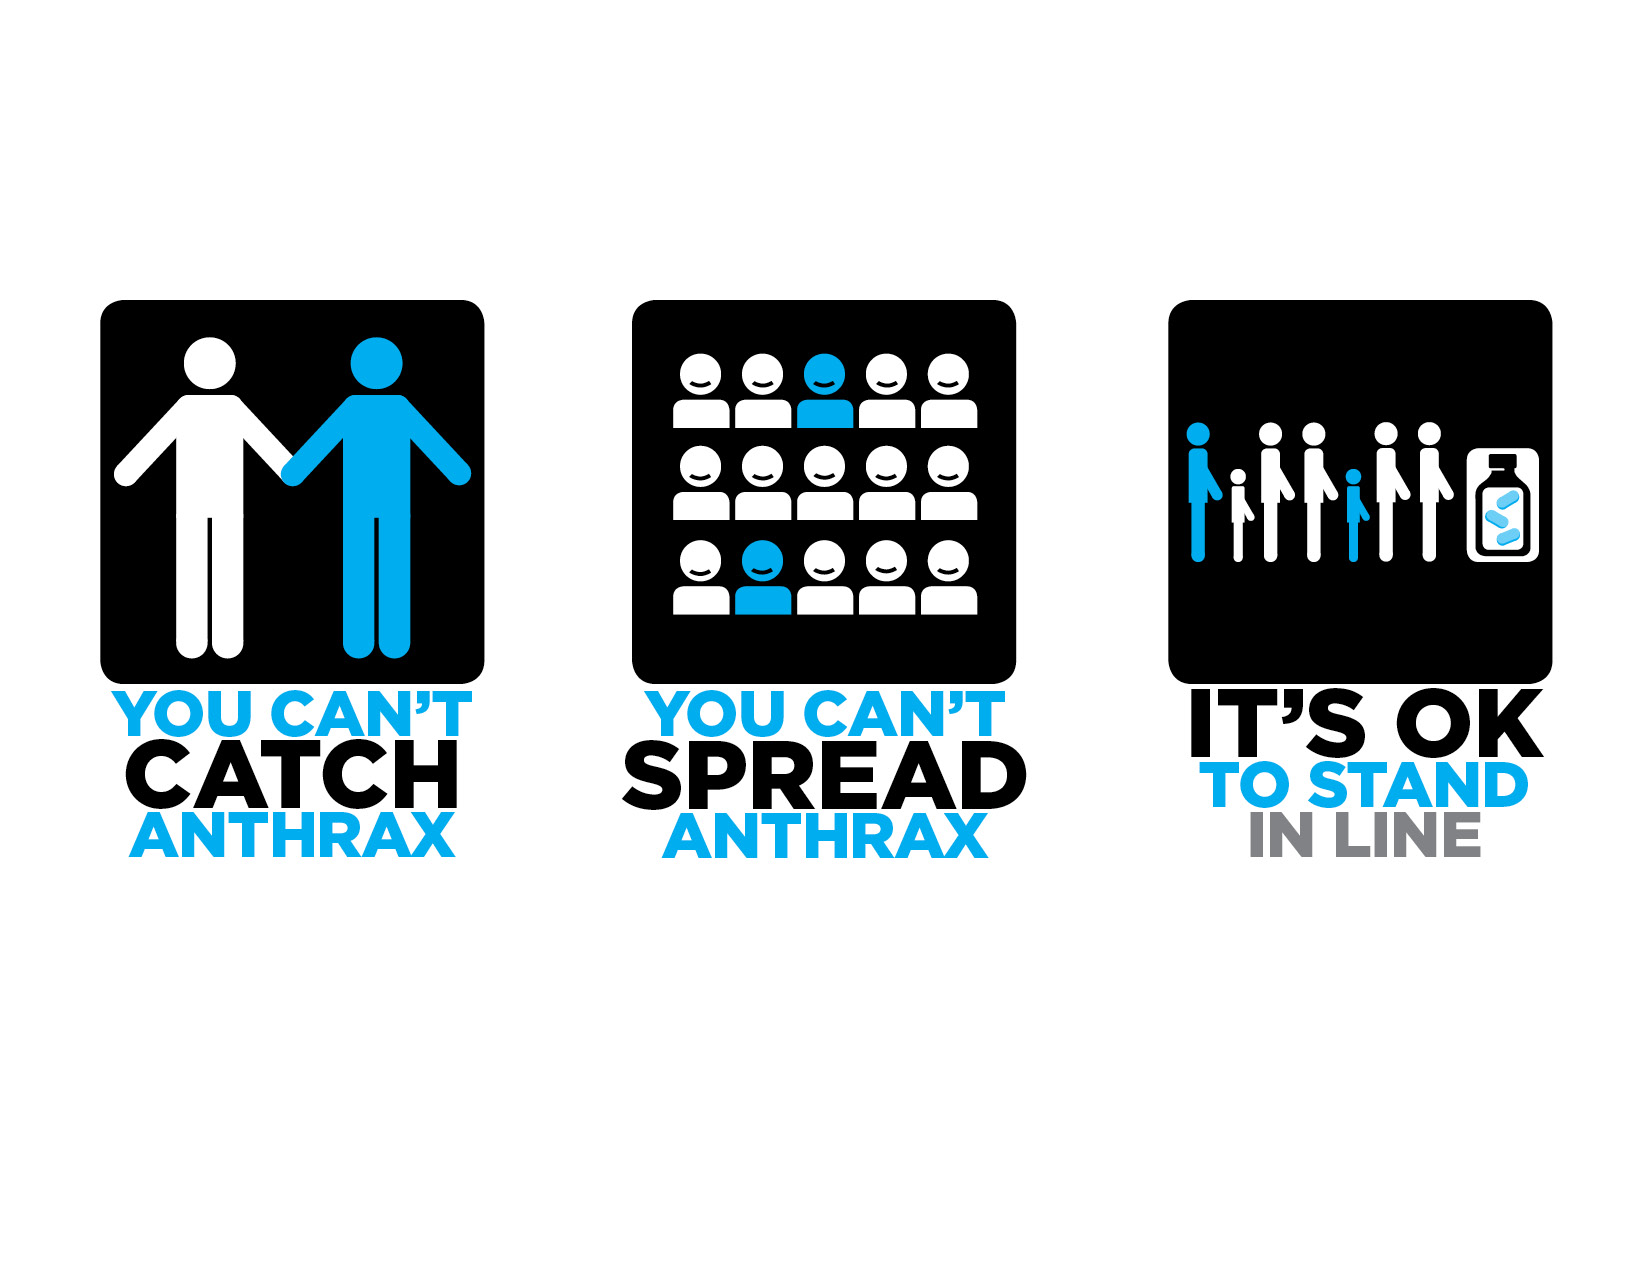 YOU CAN'T
CATCH
ANTHRAX
YOU CAN'T
SPREAD
ANTHRAX
IT'S OK
TO STAND
IN LINE